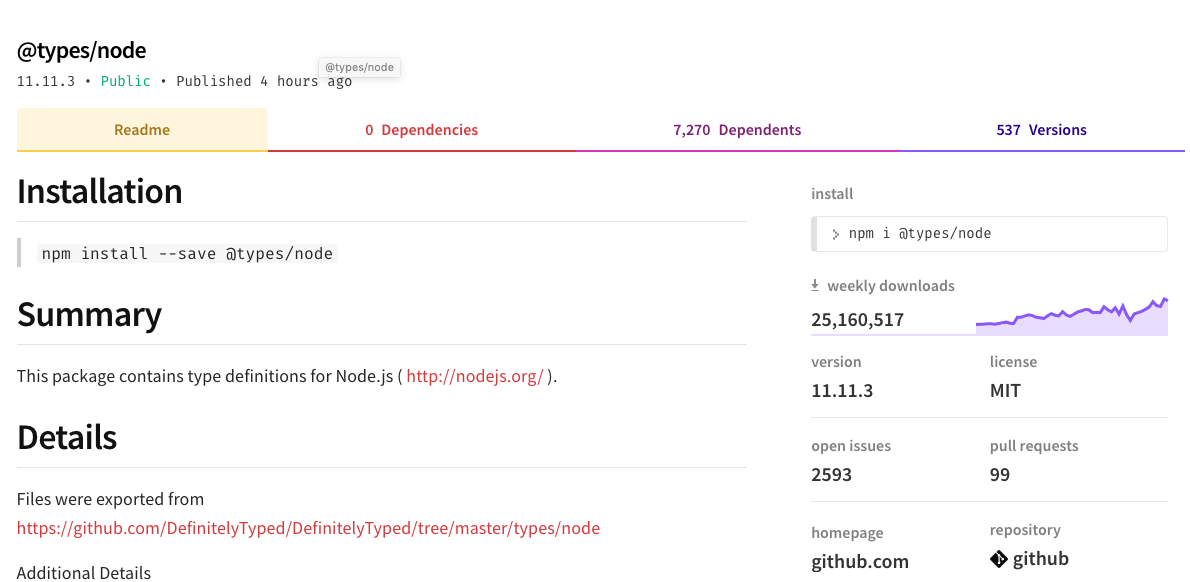 @types/node
@types/node
11.11.3 • Public • Published 4 hours ago
Readme
0 Dependencies
7,270 Dependents
537 Versions
Installation
npm install --save @types/node
Summary
This package contains type definitions for Node.js ( http://nodejs.org/ ).
Details
Files were exported from
https://github.com/DefinitelyTyped/DefinitelyTyped/tree/master/types/node
Additional Details
install
> npm i @types/node
weekly downloads
25,160,517
version
license
11.11.3
MIT
open issues
pull requests
2593
99
homepage
repository
github.com
github